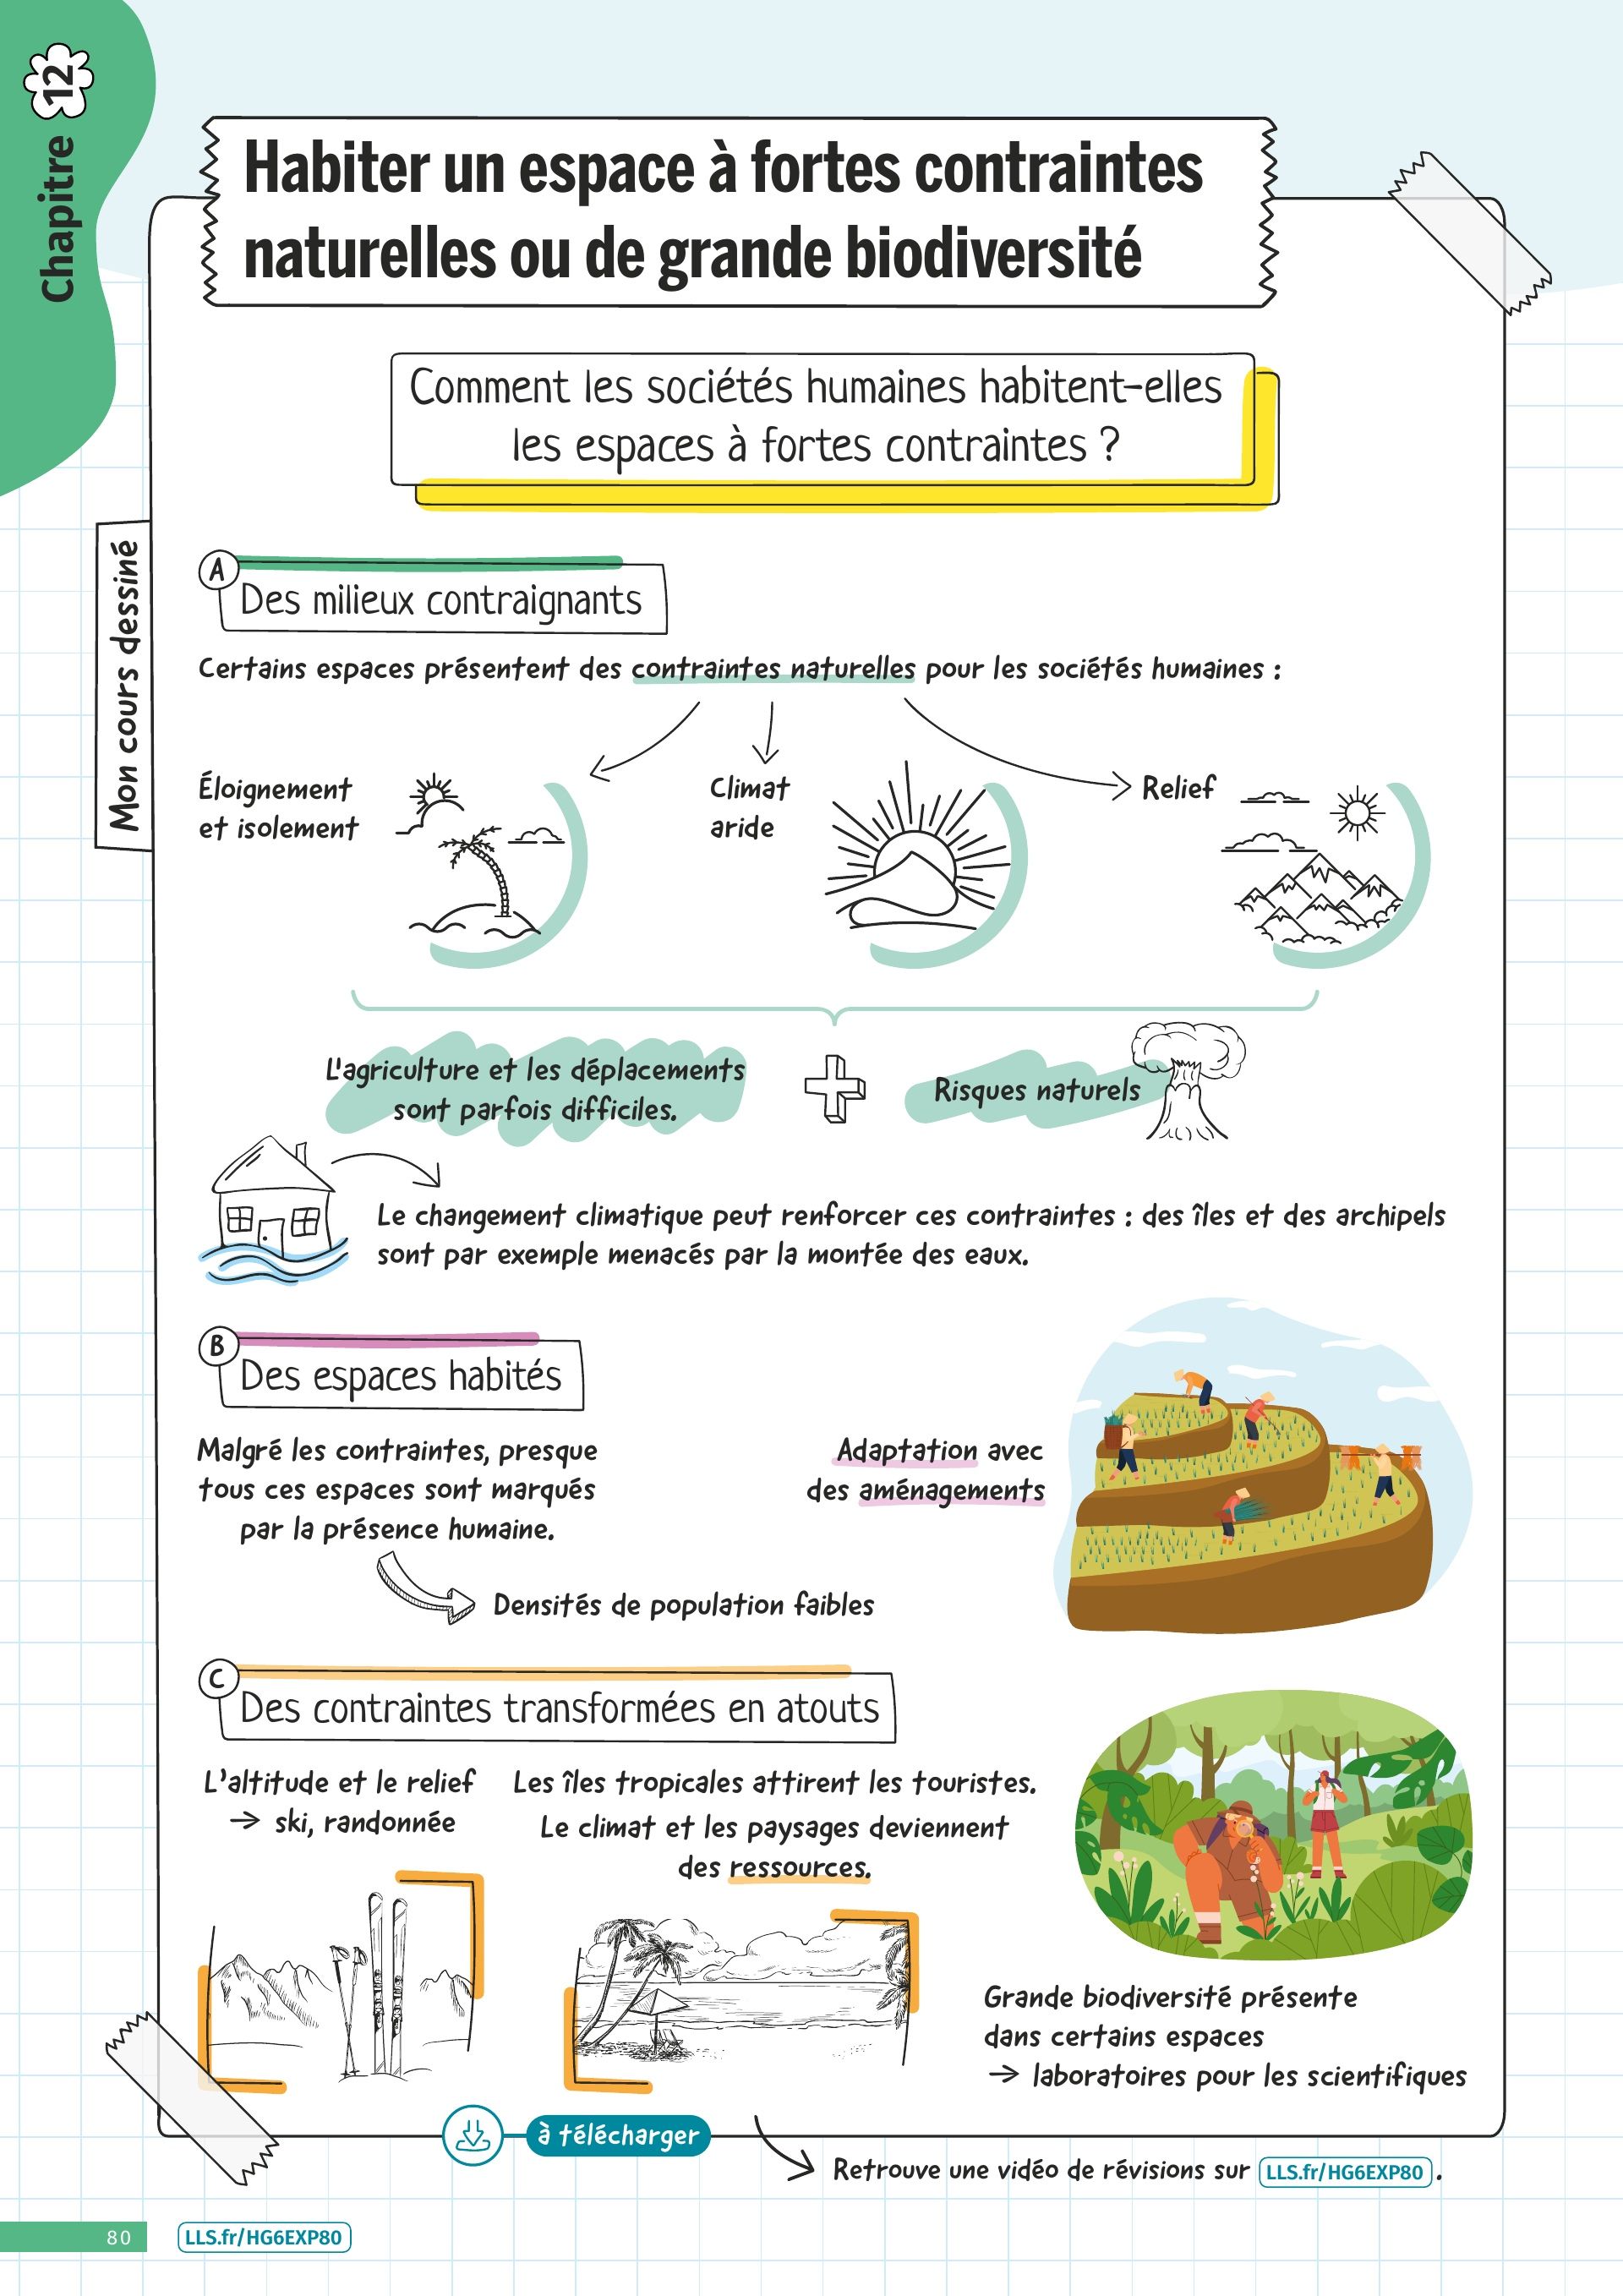 Chapitre 12
Habiter un espace à fortes contraintes
naturelles ou de grande biodiversité
Comment les sociétés humaines habitent-elles
les espaces à fortes contraintes ?
Mon cours dessiné
A
Des milieux contraignants
Certains espaces présentent des contraintes naturelles pour les sociétés humaines :
Éloignement
et isolement
Climat
aride
Relief
L'agriculture et les déplacements
sont parfois difficiles.
Risques naturels
Le changement climatique peut renforcer ces contraintes : des îles et des archipels
sont par exemple menacés par la montée des eaux.
B
Des espaces habités
Malgré les contraintes, presque
tous ces espaces sont marqués
par la présence humaine.
Densités de population faibles
Adaptation avec
des aménagements
C
Des contraintes transformées en atouts
L'altitude et le relief
→ ski, randonnée
Les îles tropicales attirent les touristes.
Le climat et les paysages deviennent
des ressources.
Grande biodiversité présente
dans certains espaces
→ laboratoires pour les scientifiques
à télécharger
Retrouve une vidéo de révisions sur LLS.fr/HG6EXP80.
80
LLS.fr/HG6EXP80